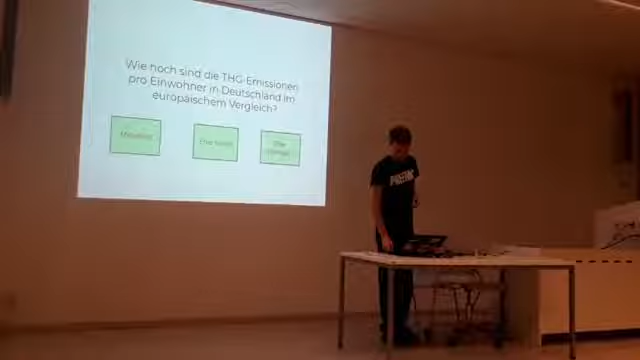 Wie hoch sind die THG-Emissionen
pro Einwohner in Deutschland im
europäischem Vergleich?